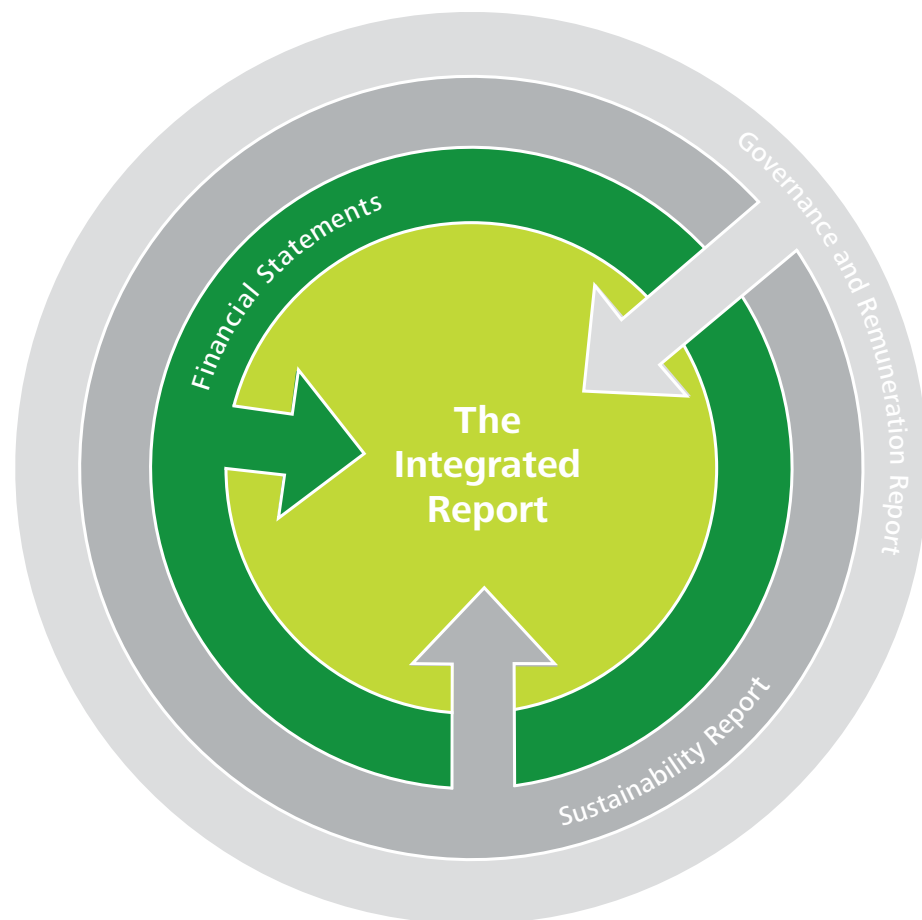 Governance and Remuneration Report
Financial Statements
The
Integrated
Report
Sustainability Report